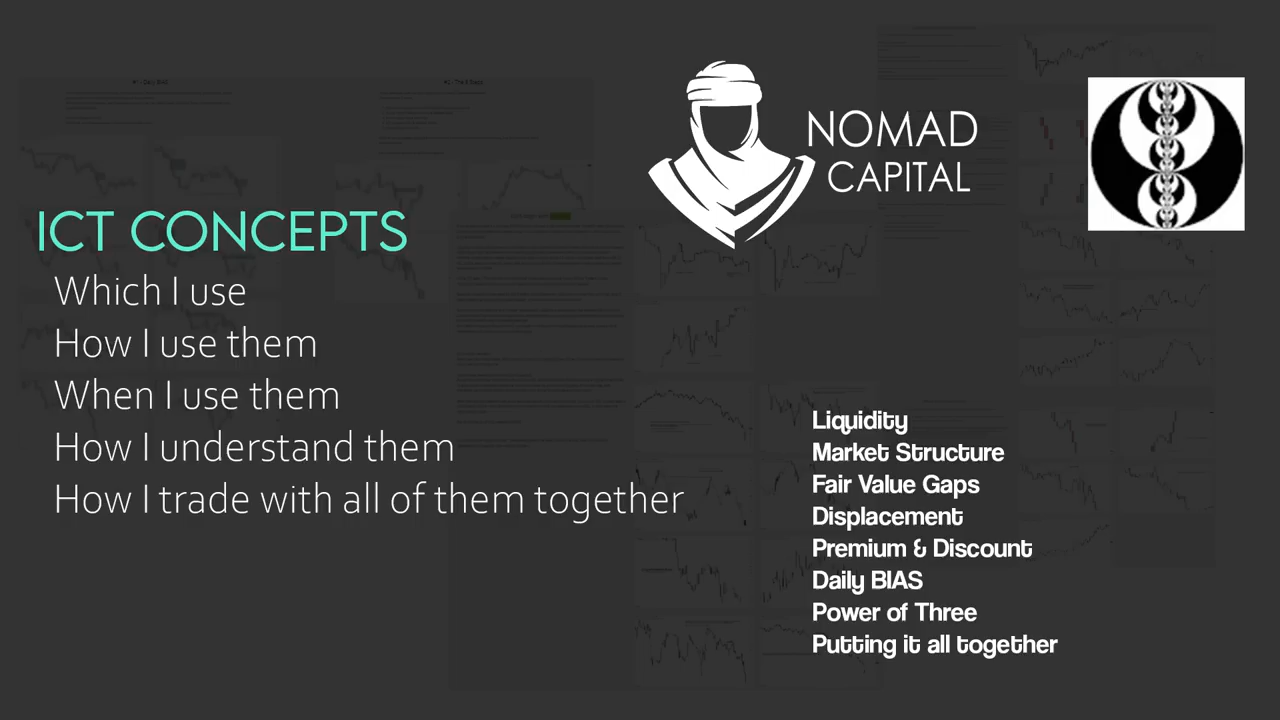 NOMAD
CAPITAL
ICT CONCEPTS
Which I use
How I use them
When I use them
How I understand them
How I trade with all of them together
Liquidity
Market Structure
Fair Value Gaps
Displacement
Premium & Discount
Daily BIAS
Power of Three
Putting it all together